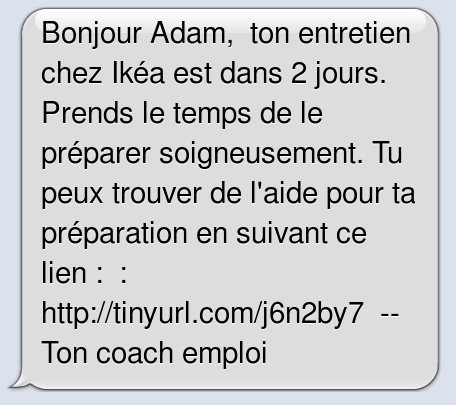 Bonjour Adam,  ton entretien
chez Ikéa est dans 2 jours.
Prends le temps de le
préparer soigneusement. Tu
peux trouver de l'aide pour ta
préparation en suivant ce
lien :  :
http://tinyurl.com/j6n2by7  --
Ton coach emploi